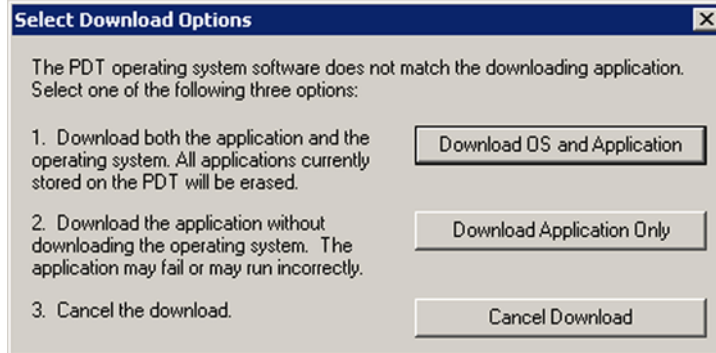 Select Download Options
The PDT operating system software does not match the downloading application.
Select one of the following three options:
1. Download both the application and the
operating system. All applications currently
stored on the PDT will be erased.
Download OS and Application
2. Download the application without
downloading the operating system. The
application may fail or may run incorrectly.
Download Application Only
3. Cancel the download.
Cancel Download